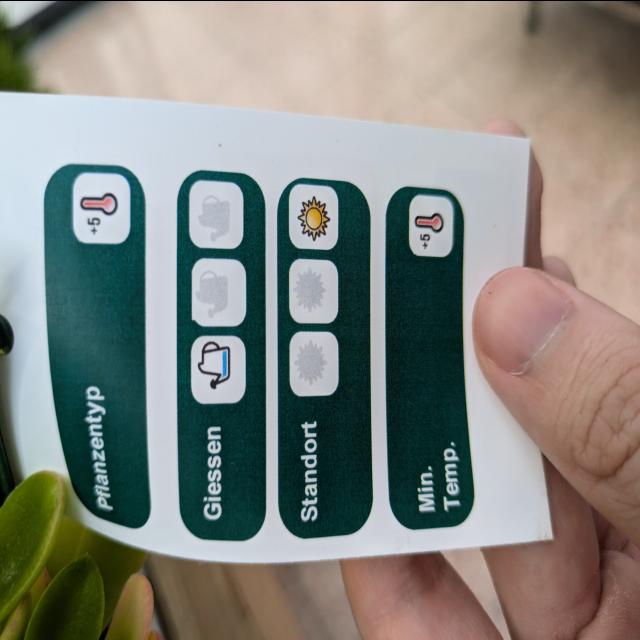 Pflanzentyp
+5
Giessen
Standort
Min.
Temp.
+5